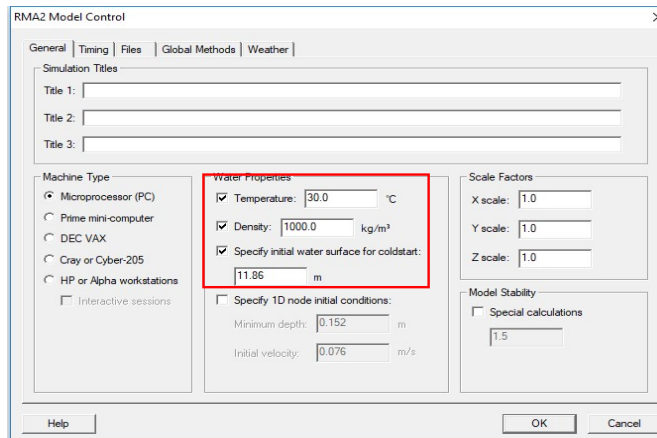 RMA2 Model Control
General Timing Files Global Methods Weather
Simulation Titles
Title 1:
Title 2:
Title 3:
Machine Type
Microprocessor (PC)
Prime mini-computer
DEC VAX
Cray or Cyber-205
HP or Alpha workstations
Interactive sessions
Water Properties
Temperature: 30.0 °C
Density: 1000.0 kg/m³
Specify initial water surface for coldstart:
11.86 m
Specify 1D node initial conditions:
Minimum depth: 0.152 m
Initial velocity: 0.076 m/s
Scale Factors
X scale: 1.0
Y scale: 1.0
Z scale: 1.0
Model Stability
Special calculations
1.5
Help OK Cancel